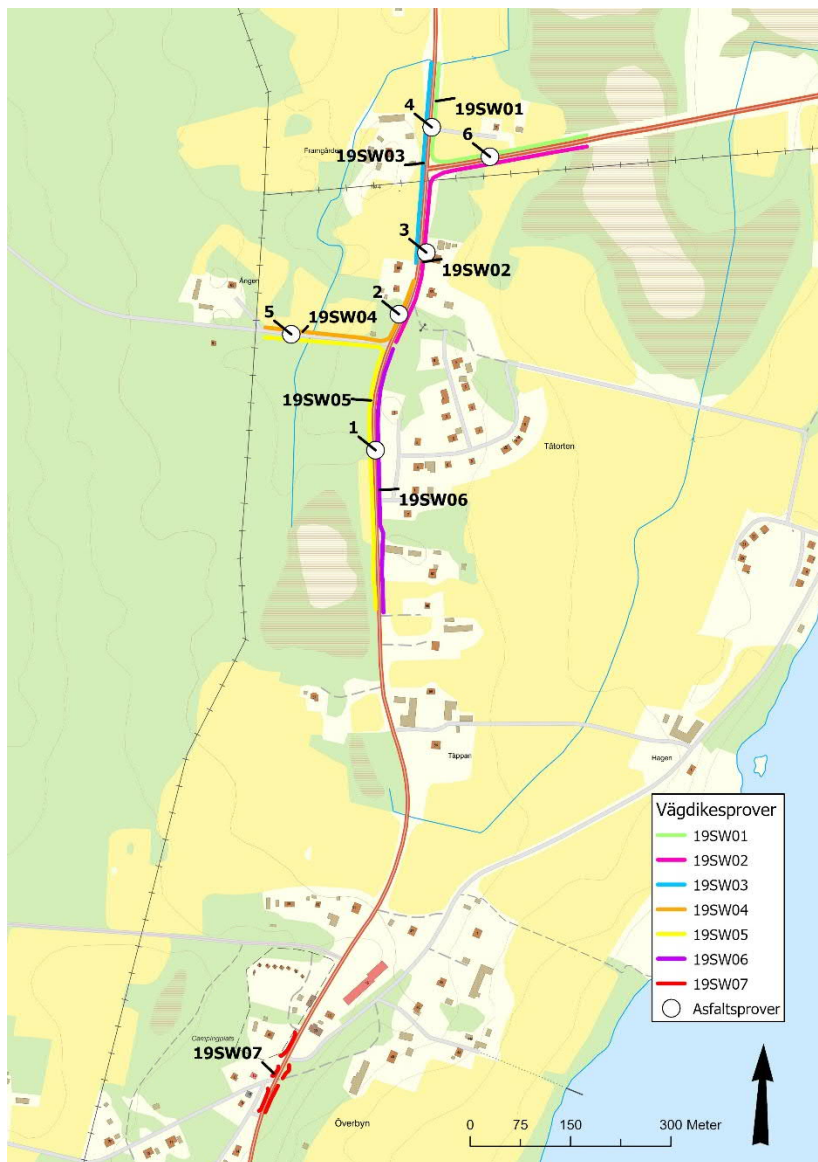 4
19SW01
6
Framgården
19SW03
3
19SW02
Ängen
2
5
19SW04
19SW05
1
Tätorten
19SW06
Täppan
Hagen
Vägdikesprover
19SW01
19SW02
19SW03
19SW04
19SW05
19SW06
19SW07
Asfaltsprover
Campingplats
19SW07
Överbyn
0 75 150 300 Meter